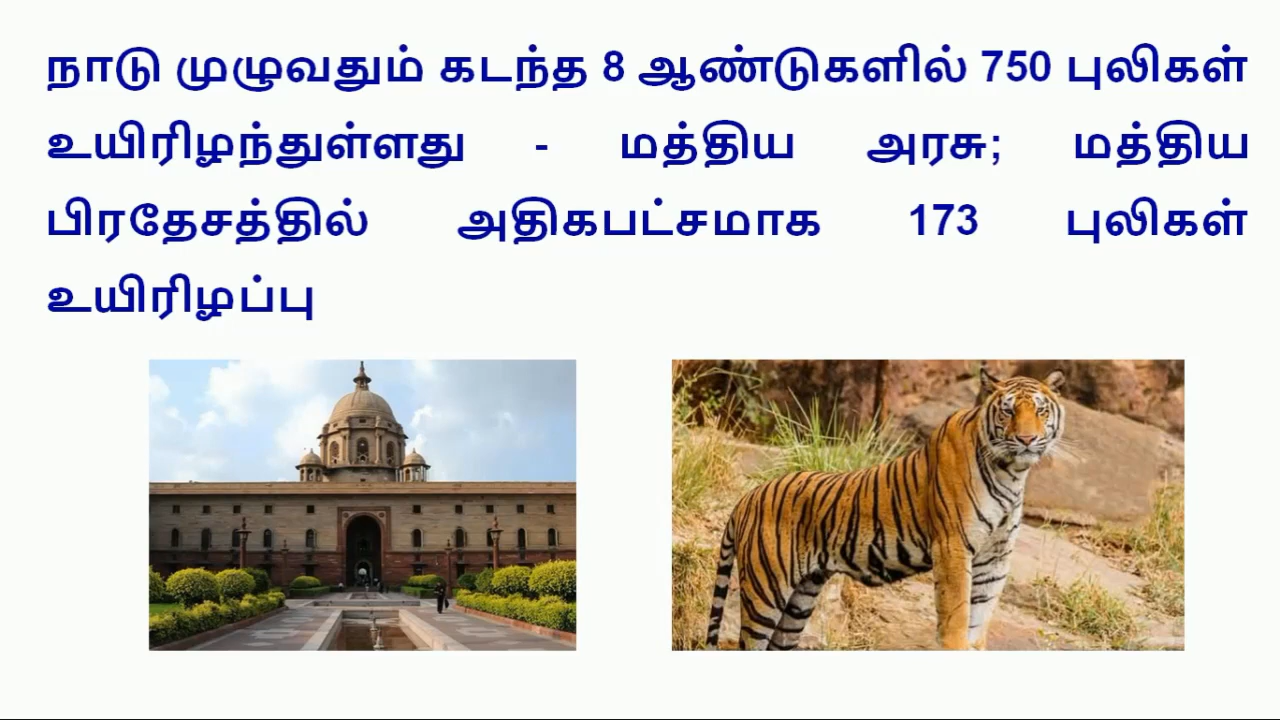 நாடு முழுவதும் கடந்த 8 ஆண்டுகளில் 750 புலிகள்
உயிரிழந்துள்ளது - மத்திய அரசு; மத்திய
பிரதேசத்தில் அதிகபட்சமாக 173 புலிகள்
உயிரிழப்பு